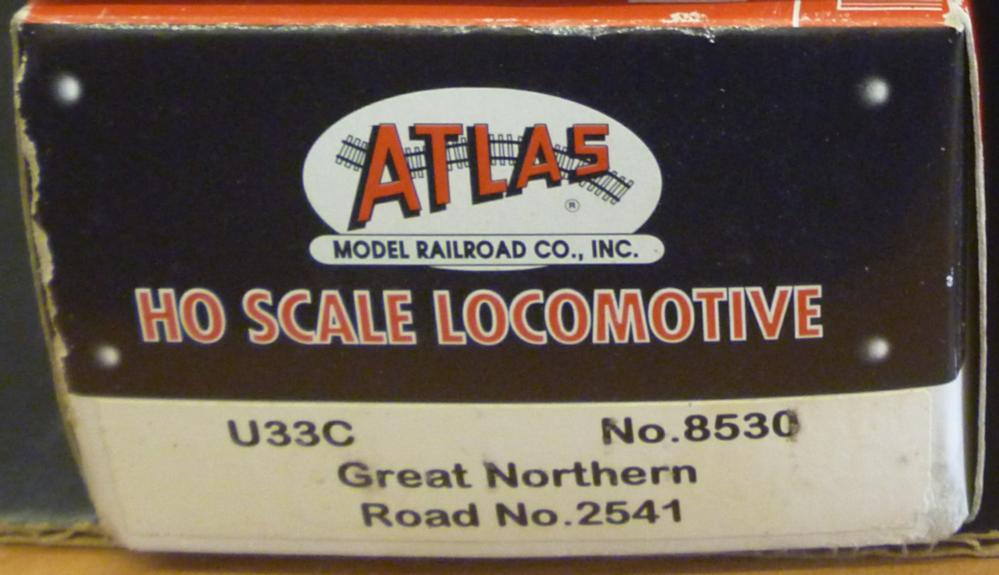 ATLAS
®
MODEL RAILROAD CO., INC.
HO SCALE LOCOMOTIVE
U33C No.8530
Great Northern
Road No.2541